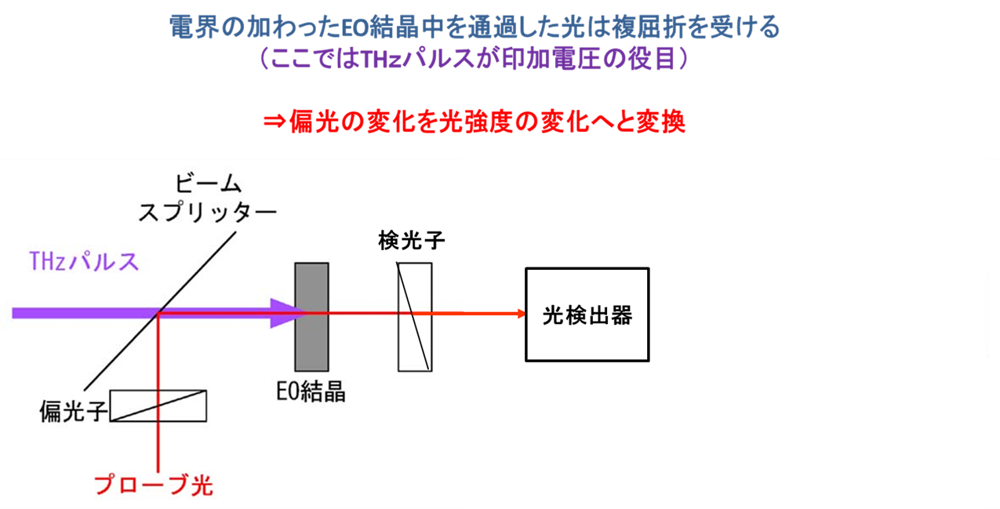 電界の加わったEO結晶中を通過した光は複屈折を受ける
（ここではTHzパルスが印加電圧の役目）
⇒偏光の変化を光強度の変化へと変換
ビーム
スプリッター
検光子
THzパルス
光検出器
EO結晶
偏光子
プローブ光